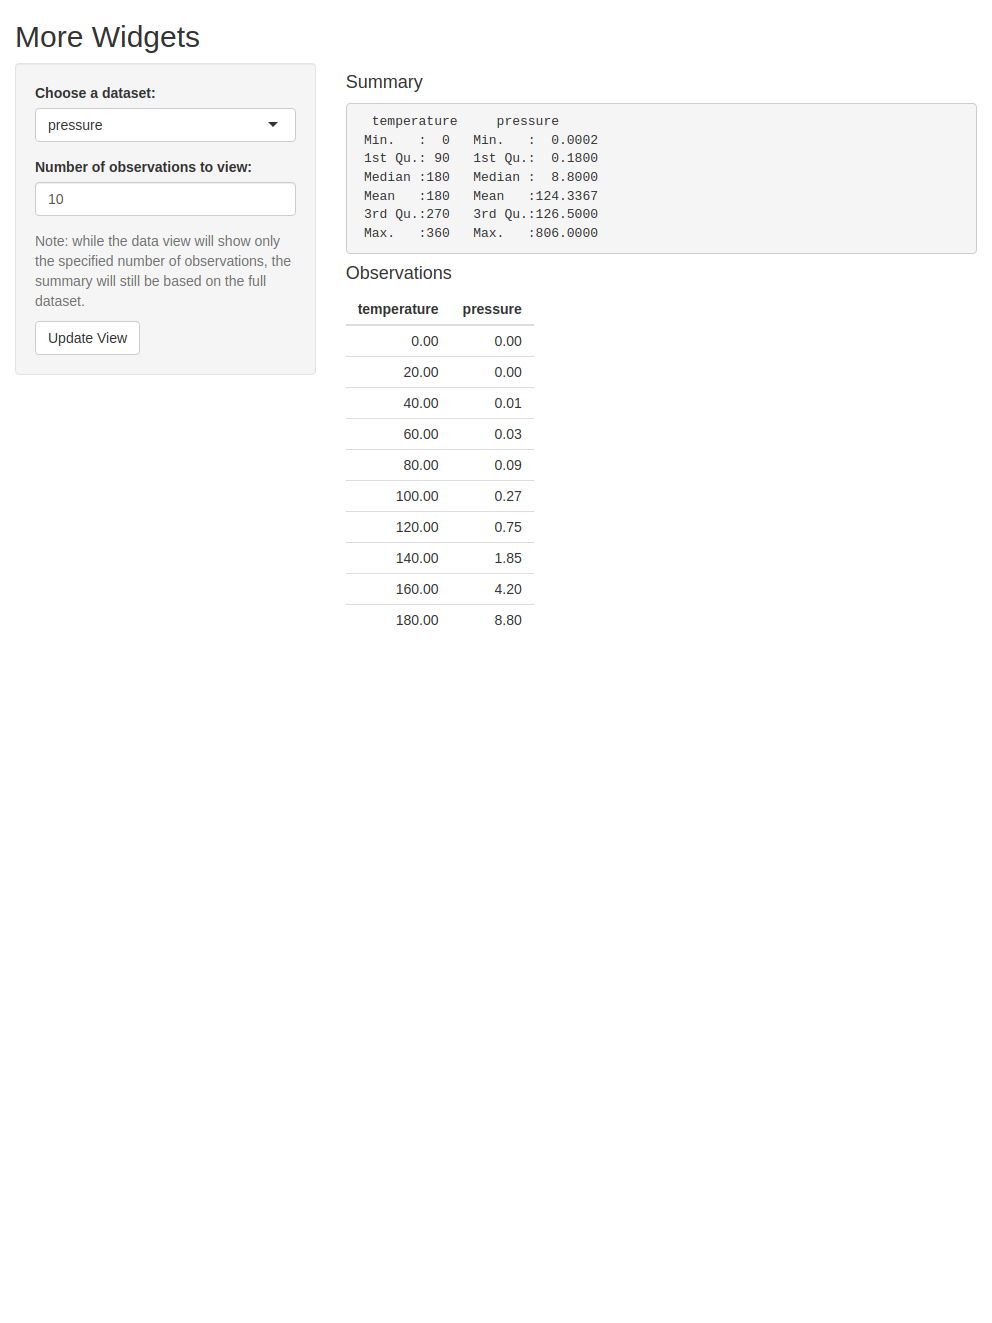 More Widgets
Choose a dataset:
pressure
Number of observations to view:
10
Note: while the data view will show only
the specified number of observations, the
summary will still be based on the full
dataset.
Update View
Summary
temperature pressure
Min. : 0 Min. : 0.0002
1st Qu.: 90 1st Qu.: 0.1800
Median :180 Median : 8.8000
Mean :180 Mean :124.3367
3rd Qu.:270 3rd Qu.:126.5000
Max. :360 Max. :806.0000
Observations
temperature pressure
0.00 0.00
20.00 0.00
40.00 0.01
60.00 0.03
80.00 0.09
100.00 0.27
120.00 0.75
140.00 1.85
160.00 4.20
180.00 8.80